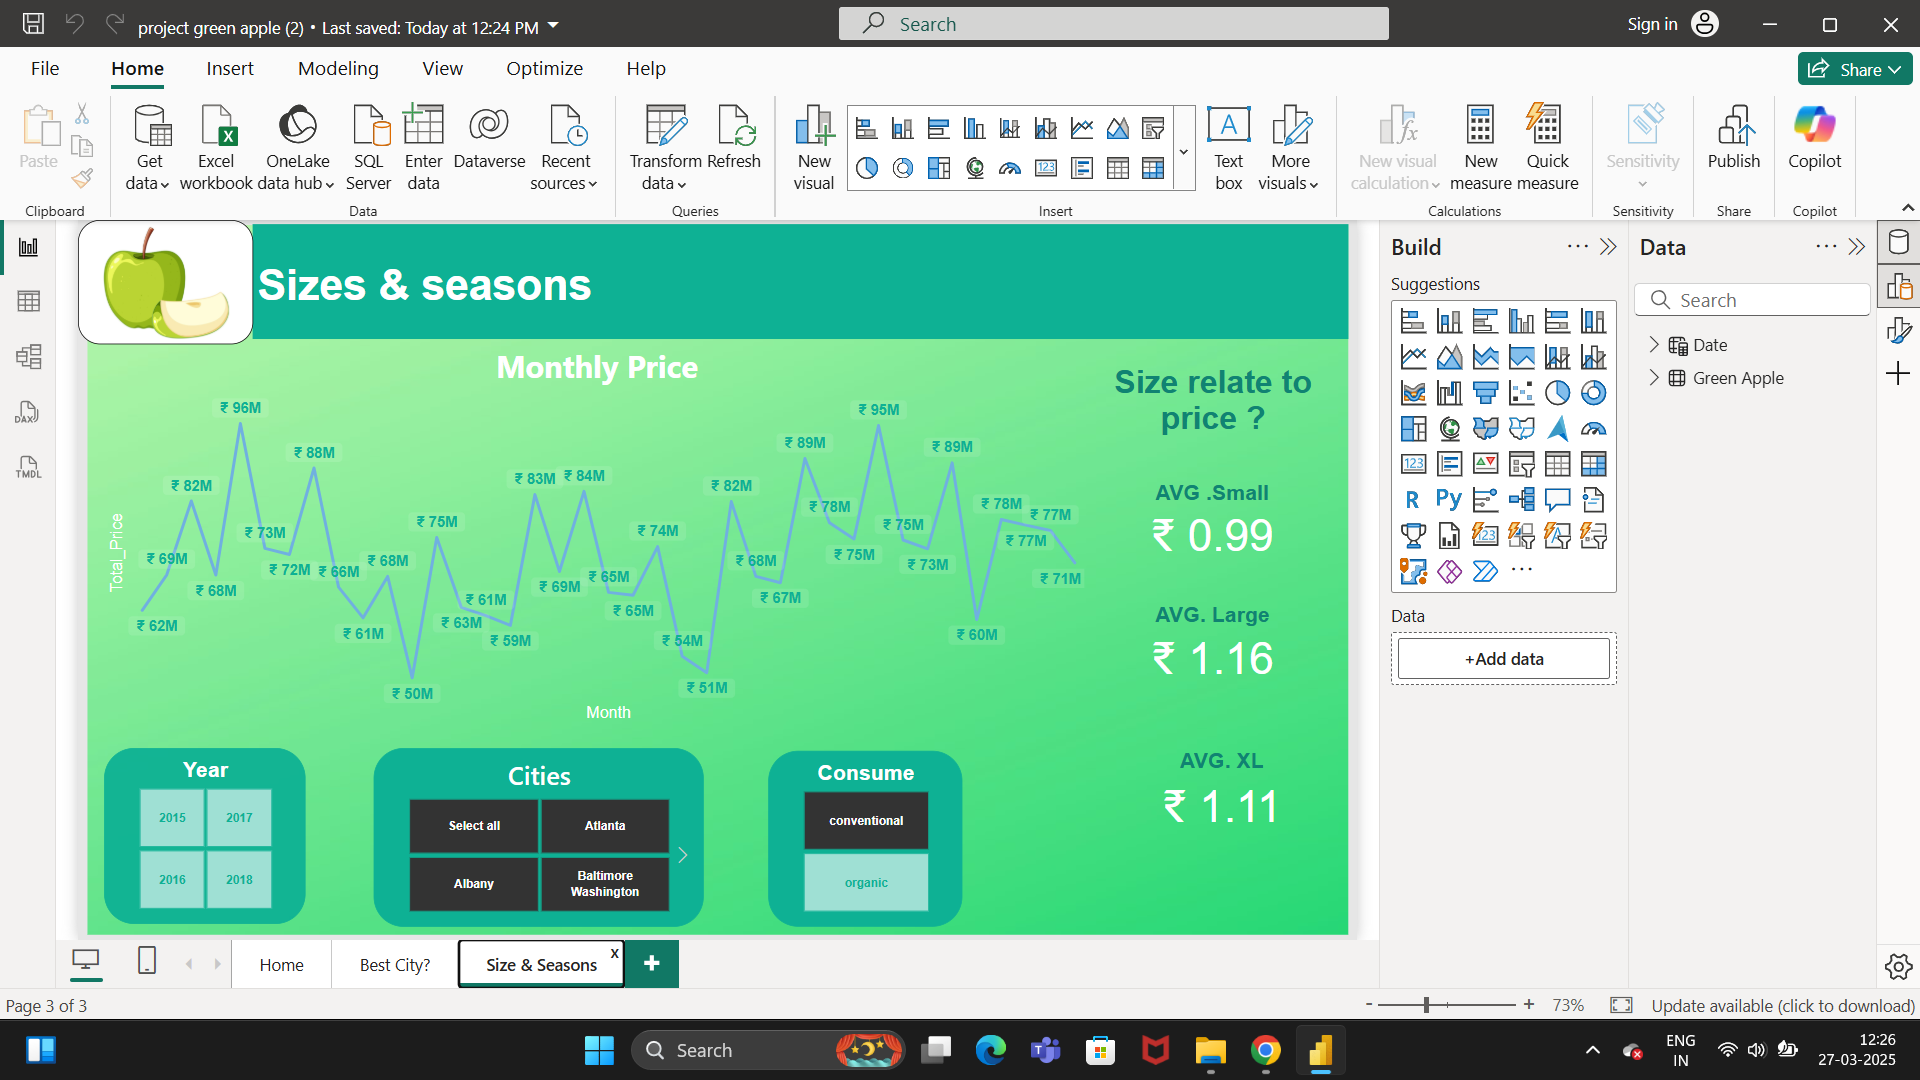 project green apple (2) • Last saved: Today at 12:24 PM
Search
Sign in
File
Home
Insert
Modeling
View
Optimize
Help
Share
Paste
Get data
Excel workbook
OneLake data hub
SQL Server
Enter data
Dataverse
Recent sources
Transform data
Refresh
New visual
Text box
More visuals
New visual calculation
New measure
Quick measure
Sensitivity
Publish
Copilot
Clipboard
Data
Queries
Insert
Calculations
Sensitivity
Share
Copilot
DAX
TMDL
Sizes & seasons
Monthly Price
Total_Price
₹ 62M
₹ 69M
₹ 82M
₹ 68M
₹ 96M
₹ 73M
₹ 72M
₹ 88M
₹ 66M
₹ 61M
₹ 68M
₹ 50M
₹ 75M
₹ 63M
₹ 61M
₹ 59M
₹ 83M
₹ 69M
₹ 84M
₹ 65M
₹ 65M
₹ 74M
₹ 54M
₹ 51M
₹ 82M
₹ 68M
₹ 67M
₹ 89M
₹ 78M
₹ 75M
₹ 95M
₹ 75M
₹ 73M
₹ 89M
₹ 60M
₹ 78M
₹ 77M
₹ 77M
₹ 71M
Month
Size relate to
price ?
AVG .Small
₹ 0.99
AVG. Large
₹ 1.16
AVG. XL
₹ 1.11
Year
2015
2017
2016
2018
Cities
Select all
Atlanta
Albany
Baltimore
Washington
Consume
conventional
organic
Build
Suggestions
123
R
Py
123
Data
+Add data
Data
Search
Date
Green Apple
Home
Best City?
Size & Seasons
x
+
Page 3 of 3
- + 73%
Update available (click to download)
Search
ENG
IN
12:26
27-03-2025